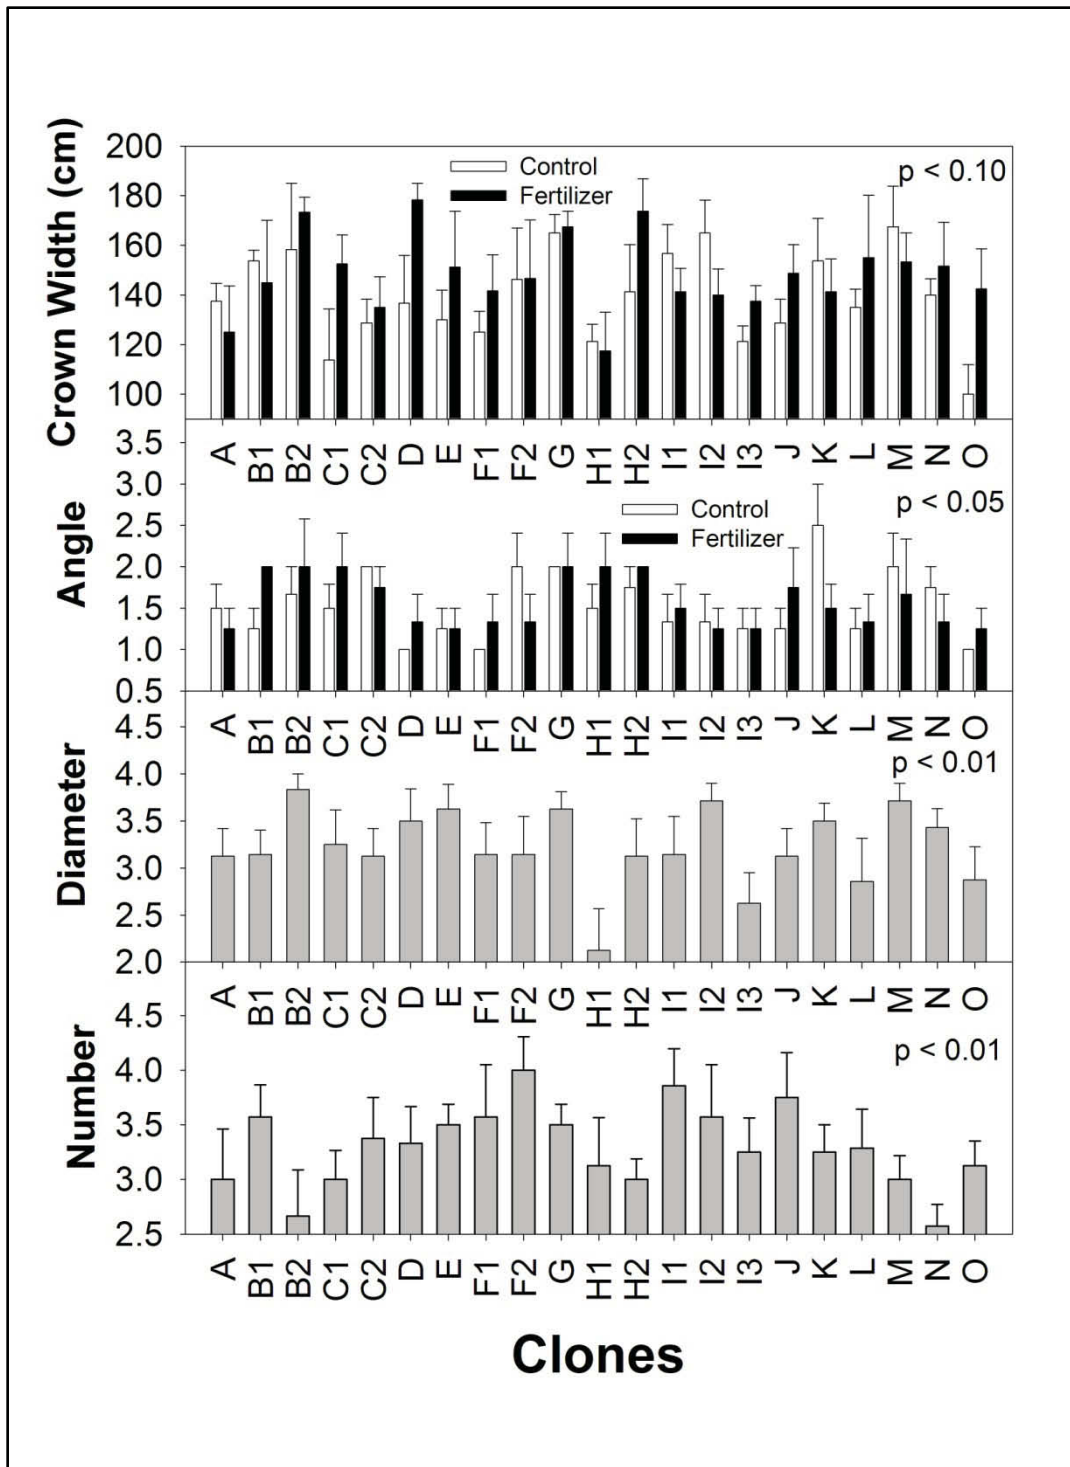 Crown Width (cm)
200
180
160
140
120
100
Control
Fertilizer
p < 0.10
A B1 B2 C1 C2 D E F1 F2 G H1 H2 I1 I2 I3 J K L M N O
Angle
3.5
3.0
2.5
2.0
1.5
1.0
0.5
Control
Fertilizer
p < 0.05
A B1 B2 C1 C2 D E F1 F2 G H1 H2 I1 I2 I3 J K L M N O
Diameter
4.5
4.0
3.5
3.0
2.5
2.0
p < 0.01
A B1 B2 C1 C2 D E F1 F2 G H1 H2 I1 I2 I3 J K L M N O
Number
4.5
4.0
3.5
3.0
2.5
p < 0.01
A B1 B2 C1 C2 D E F1 F2 G H1 H2 I1 I2 I3 J K L M N O
Clones